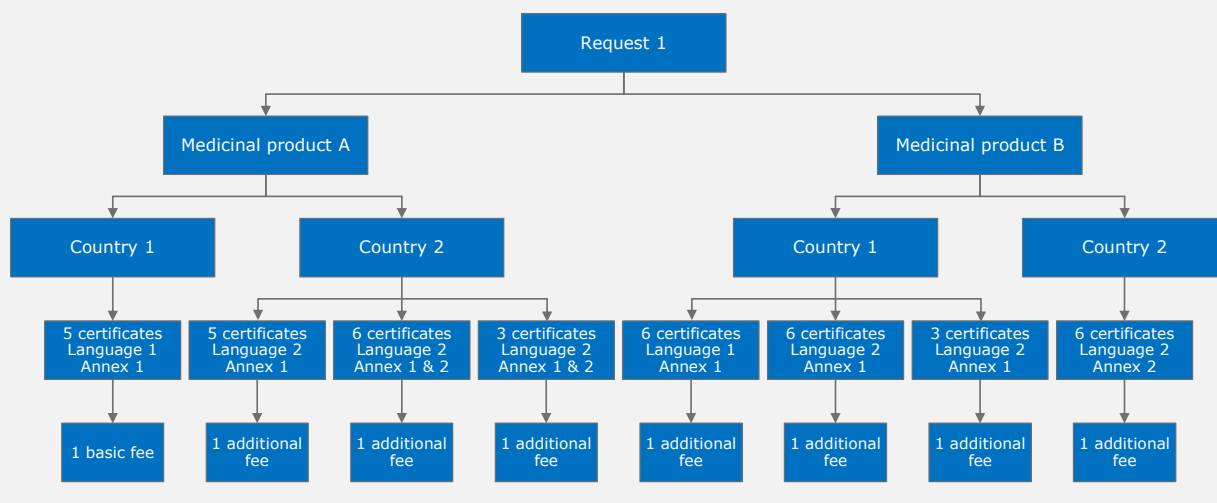 Request 1
Medicinal product A
Medicinal product B
Country 1
Country 2
Country 1
Country 2
5 certificates
Language 1
Annex 1
5 certificates
Language 2
Annex 1
6 certificates
Language 2
Annex 1 & 2
3 certificates
Language 2
Annex 1 & 2
6 certificates
Language 1
Annex 1
6 certificates
Language 2
Annex 1
3 certificates
Language 2
Annex 1
6 certificates
Language 2
Annex 2
1 basic fee
1 additional
fee
1 additional
fee
1 additional
fee
1 additional
fee
1 additional
fee
1 additional
fee
1 additional
fee